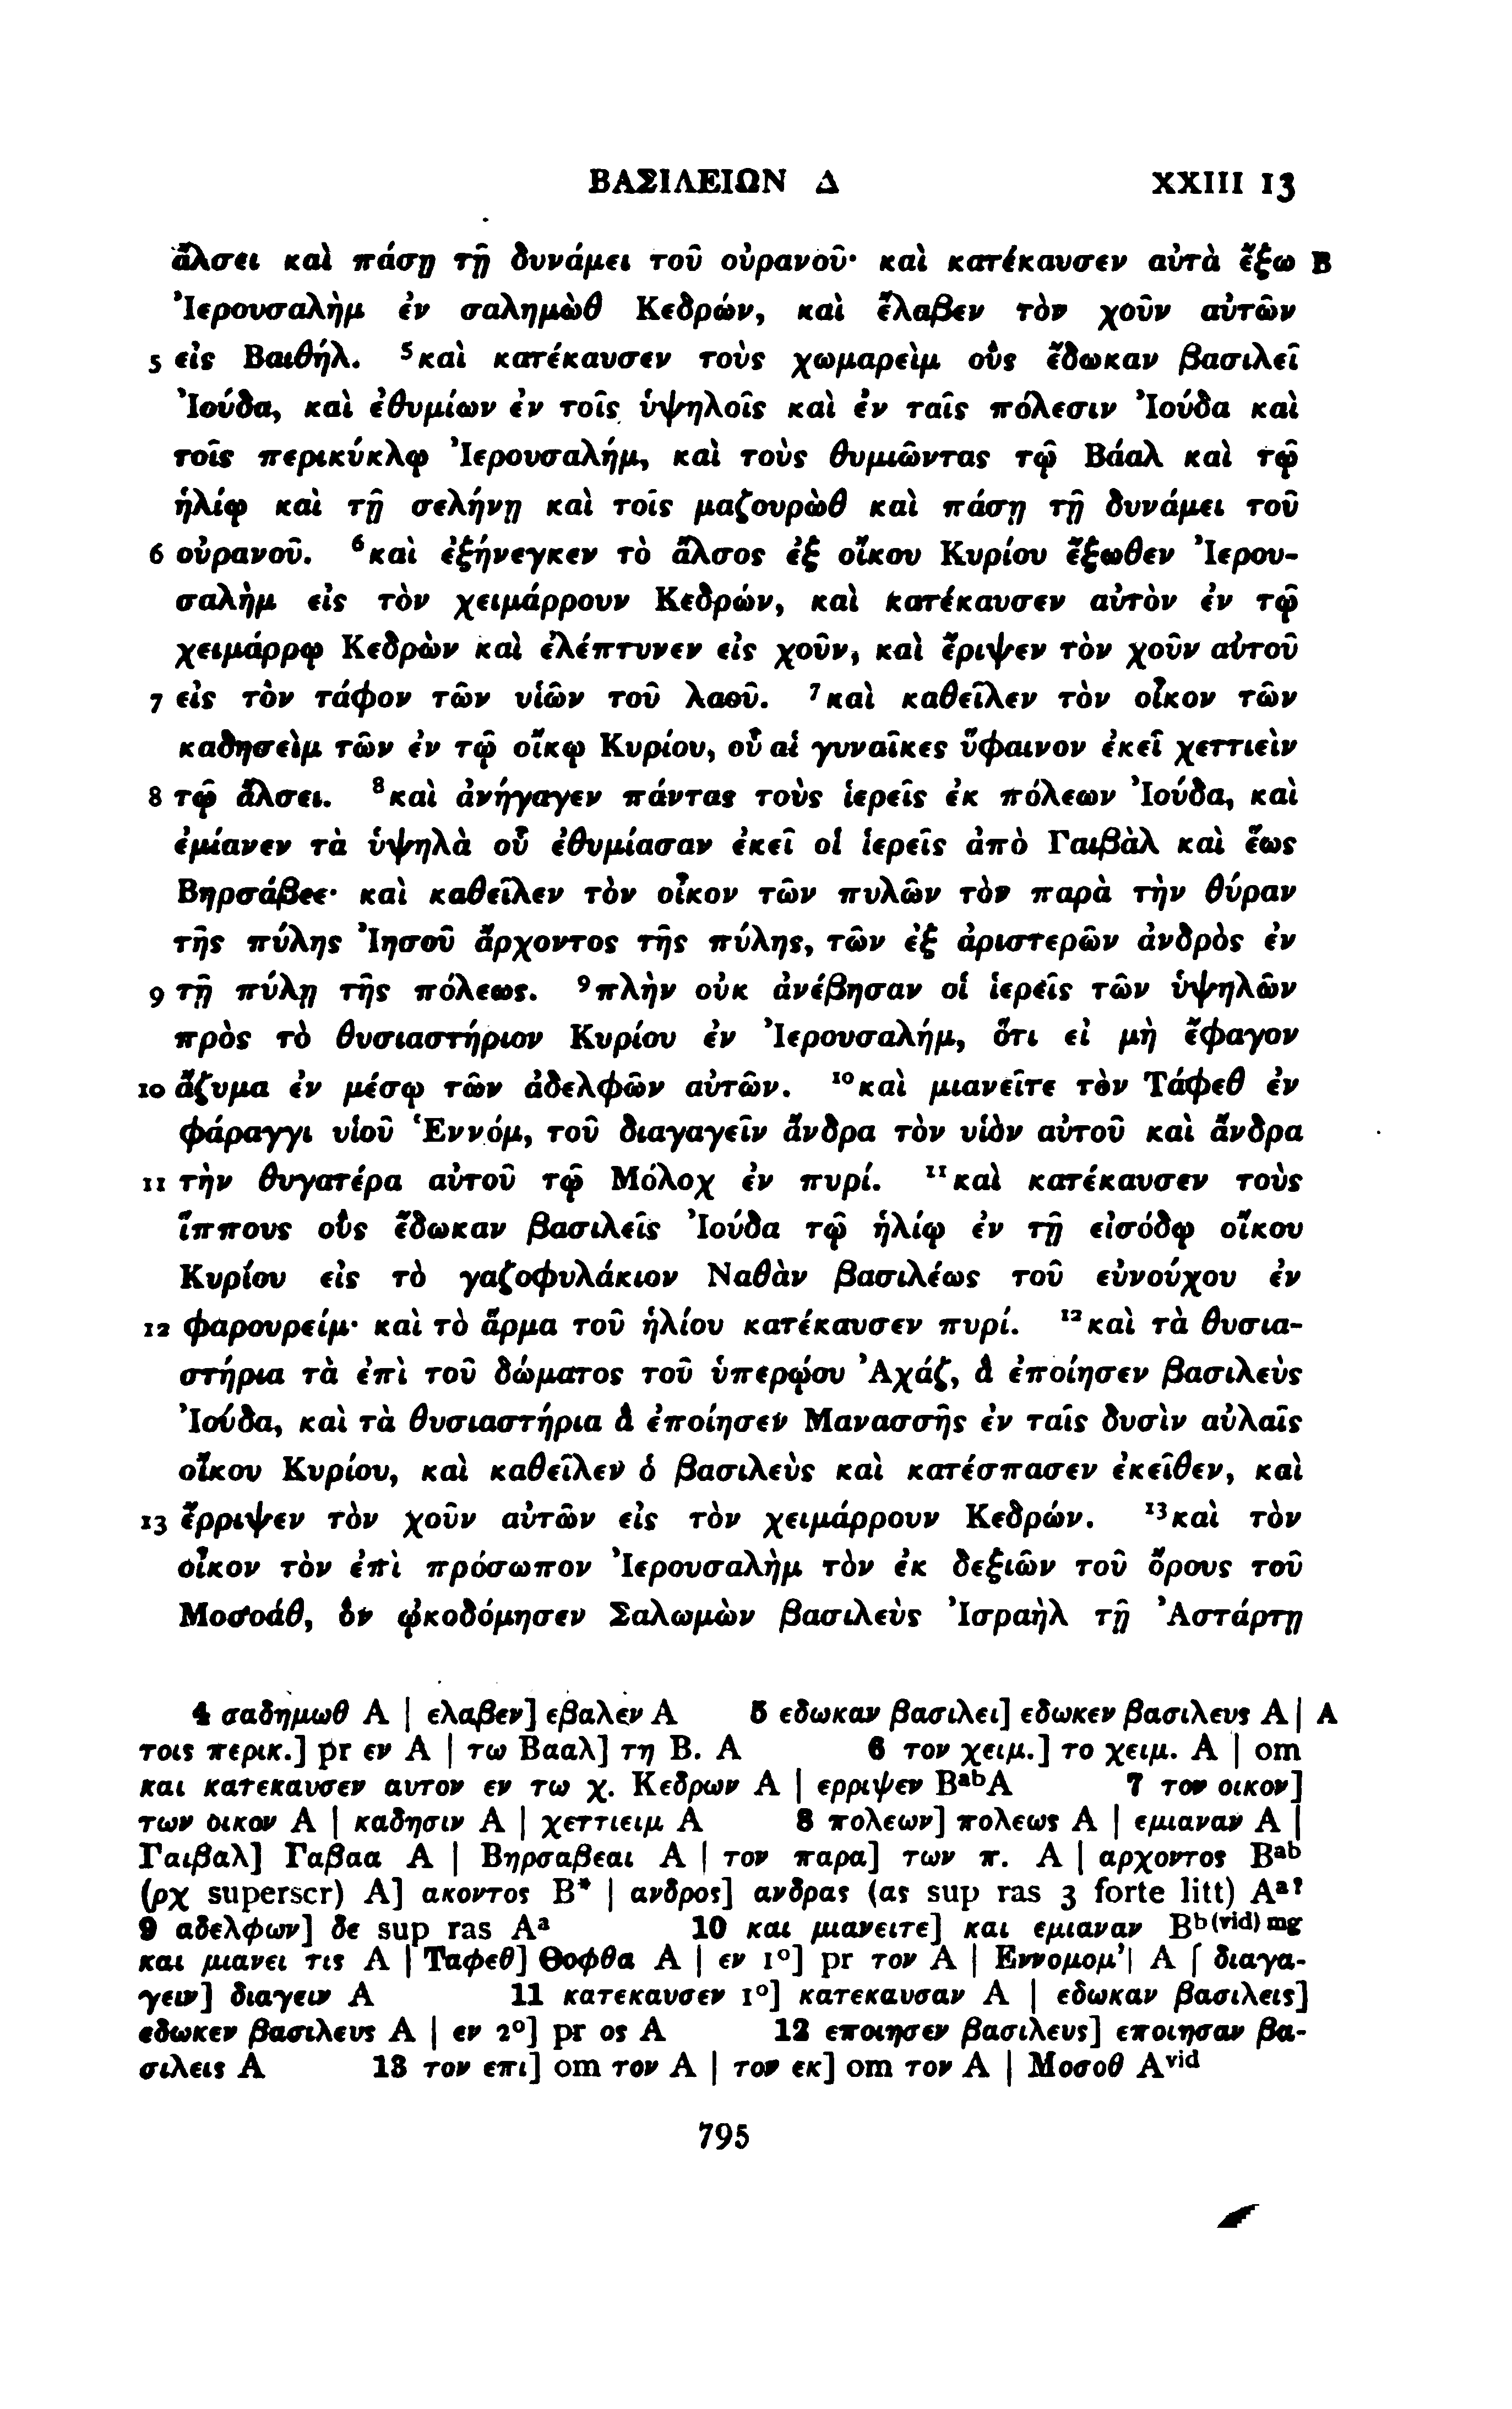 ΒΑΣΙΛΕΙΩΝ Δ XXIII 13
ἄλσει καὶ πάσῃ τῇ δυνάμει τοῦ οὐρανοῦ· καὶ κατέκαυσεν αὐτὰ ἔξω B
Ἰερουσαλὴμ ἐν σαλημὼθ Κεδρών, καὶ ἔλαβεν τὸν χοῦν αὐτῶν
5 εἰς Βαιθήλ. ⁵καὶ κατέκαυσεν τοὺς χωμαρεὶμ οὓς ἔδωκαν βασιλεῖ
Ἰούδα, καὶ ἐθυμίων ἐν τοῖς ὑψηλοῖς καὶ ἐν ταῖς πόλεσιν Ἰούδα καὶ
τοῖς περικύκλῳ Ἰερουσαλήμ, καὶ τοὺς θυμιῶντας τῷ Βάαλ καὶ τῷ
ἡλίῳ καὶ τῇ σελήνῃ καὶ τοῖς μαζουρὼθ καὶ πάσῃ τῇ δυνάμει τοῦ
6 οὐρανοῦ. ⁶καὶ ἐξήνεγκεν τὸ ἄλσος ἐξ οἴκου Κυρίου ἔξωθεν Ἰερου-
σαλὴμ εἰς τὸν χειμάρρουν Κεδρών, καὶ κατέκαυσεν αὐτὸν ἐν τῷ
χειμάρρῳ Κεδρὼν καὶ ἐλέπτυνεν εἰς χοῦν, καὶ ἔριψεν τὸν χοῦν αὐτοῦ
7 εἰς τὸν τάφον τῶν υἱῶν τοῦ λαοῦ. ⁷καὶ καθεῖλεν τὸν οἶκον τῶν
καδησεὶμ τῶν ἐν τῷ οἴκῳ Κυρίου, οὗ αἱ γυναῖκες ὕφαινον ἐκεῖ χεττιεὶν
8 τῷ ἄλσει. ⁸καὶ ἀνήγαγεν πάντας τοὺς ἱερεῖς ἐκ πόλεων Ἰούδα, καὶ
ἐμίανεν τὰ ὑψηλὰ οὗ ἐθυμίασαν ἐκεῖ οἱ ἱερεῖς ἀπὸ Γαιβὰλ καὶ ἕως
Βηρσάβεε· καὶ καθεῖλεν τὸν οἶκον τῶν πυλῶν τὸν παρὰ τὴν θύραν
τῆς πύλης Ἰησοῦ ἄρχοντος τῆς πύλης, τῶν ἐξ ἀριστερῶν ἀνδρὸς ἐν
9 τῇ πύλῃ τῆς πόλεως. ⁹πλὴν οὐκ ἀνέβησαν οἱ ἱερεῖς τῶν ὑψηλῶν
πρὸς τὸ θυσιαστήριον Κυρίου ἐν Ἰερουσαλήμ, ὅτι εἰ μὴ ἔφαγον
10 ἄζυμα ἐν μέσῳ τῶν ἀδελφῶν αὐτῶν. ¹⁰καὶ μιανεῖτε τὸν Τάφεθ ἐν
φάραγγι υἱοῦ Ἑννόμ, τοῦ διαγαγεῖν ἄνδρα τὸν υἱὸν αὐτοῦ καὶ ἄνδρα
11 τὴν θυγατέρα αὐτοῦ τῷ Μόλοχ ἐν πυρί. ¹¹καὶ κατέκαυσεν τοὺς
ἵππους οὓς ἔδωκαν βασιλεῖς Ἰούδα τῷ ἡλίῳ ἐν τῇ εἰσόδῳ οἴκου
Κυρίου εἰς τὸ γαζοφυλάκιον Ναθὰν βασιλέως τοῦ εὐνούχου ἐν
12 φαρουρείμ· καὶ τὸ ἅρμα τοῦ ἡλίου κατέκαυσεν πυρί. ¹²καὶ τὰ θυσια-
στήρια τὰ ἐπὶ τοῦ δώματος τοῦ ὑπερῴου Ἀχάζ, ἃ ἐποίησεν βασιλεὺς
Ἰούδα, καὶ τὰ θυσιαστήρια ἃ ἐποίησεν Μανασσῆς ἐν ταῖς δυσὶν αὐλαῖς
οἴκου Κυρίου, καὶ καθεῖλεν ὁ βασιλεὺς καὶ κατέσπασεν ἐκεῖθεν, καὶ
13 ἔρριψεν τὸν χοῦν αὐτῶν εἰς τὸν χειμάρρουν Κεδρών. ¹³καὶ τὸν
οἶκον τὸν ἐπὶ πρόσωπον Ἰερουσαλὴμ τὸν ἐκ δεξιῶν τοῦ ὄρους τοῦ
Μοσοάθ, ὃν ᾠκοδόμησεν Σαλωμὼν βασιλεὺς Ἰσραὴλ τῇ Ἀστάρτῃ
4 σαδημωθ A | ελαβεν] εβαλεν A 5 εδωκαν βασιλει] εδωκεν βασιλευς A | A
τοις περικ.] pr εν A | τω Βααλ] τη Β. A 6 τον χειμ.] το χειμ. A | om
και κατεκαυσεν αυτον εν τω χ. Κεδρων A | ερριψεν BᵃᵇA 7 τον οικον]
των οικον A | καδησιν A | χεττιειμ A 8 πολεων] πολεως A | εμιαναν A |
Γαιβαλ] Γαβαα A | Βηρσαβεαι A | τον παρα] των π. A | αρχοντος Bᵃᵇ
(ρχ superscr) A] ακοντος B* | ανδρος] ανδρας (ας sup ras 3 forte litt) Aᵃ?
9 αδελφων] δε sup ras Aᵃ 10 και μιανειτε] και εμιαναν Bᵇ⁽ᵛⁱᵈ⁾ ᵐᵍ
και μιανει τις A | Ταφεθ] Θοφθα A | εν 1°] pr τον A | Εννομομ'| A | διαγα-
γειν] διαγειν A 11 κατεκαυσεν 1°] κατεκαυσαν A | εδωκαν βασιλεις]
εδωκεν βασιλευς A | εν 2°] pr ος A 12 εποιησεν βασιλευς] εποιησαν βα-
σιλεις A 13 τον επι] om τον A | τον εκ] om τον A | Μοσοθ Aᵛⁱᵈ
795